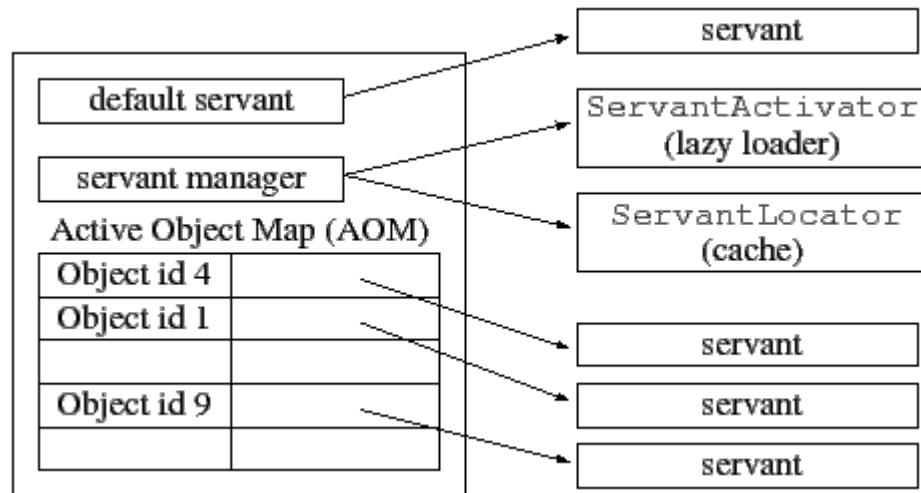 servant
default servant
ServantActivator
(lazy loader)
servant manager
ServantLocator
(cache)
Active Object Map (AOM)
Object id 4
Object id 1
Object id 9
servant
servant
servant